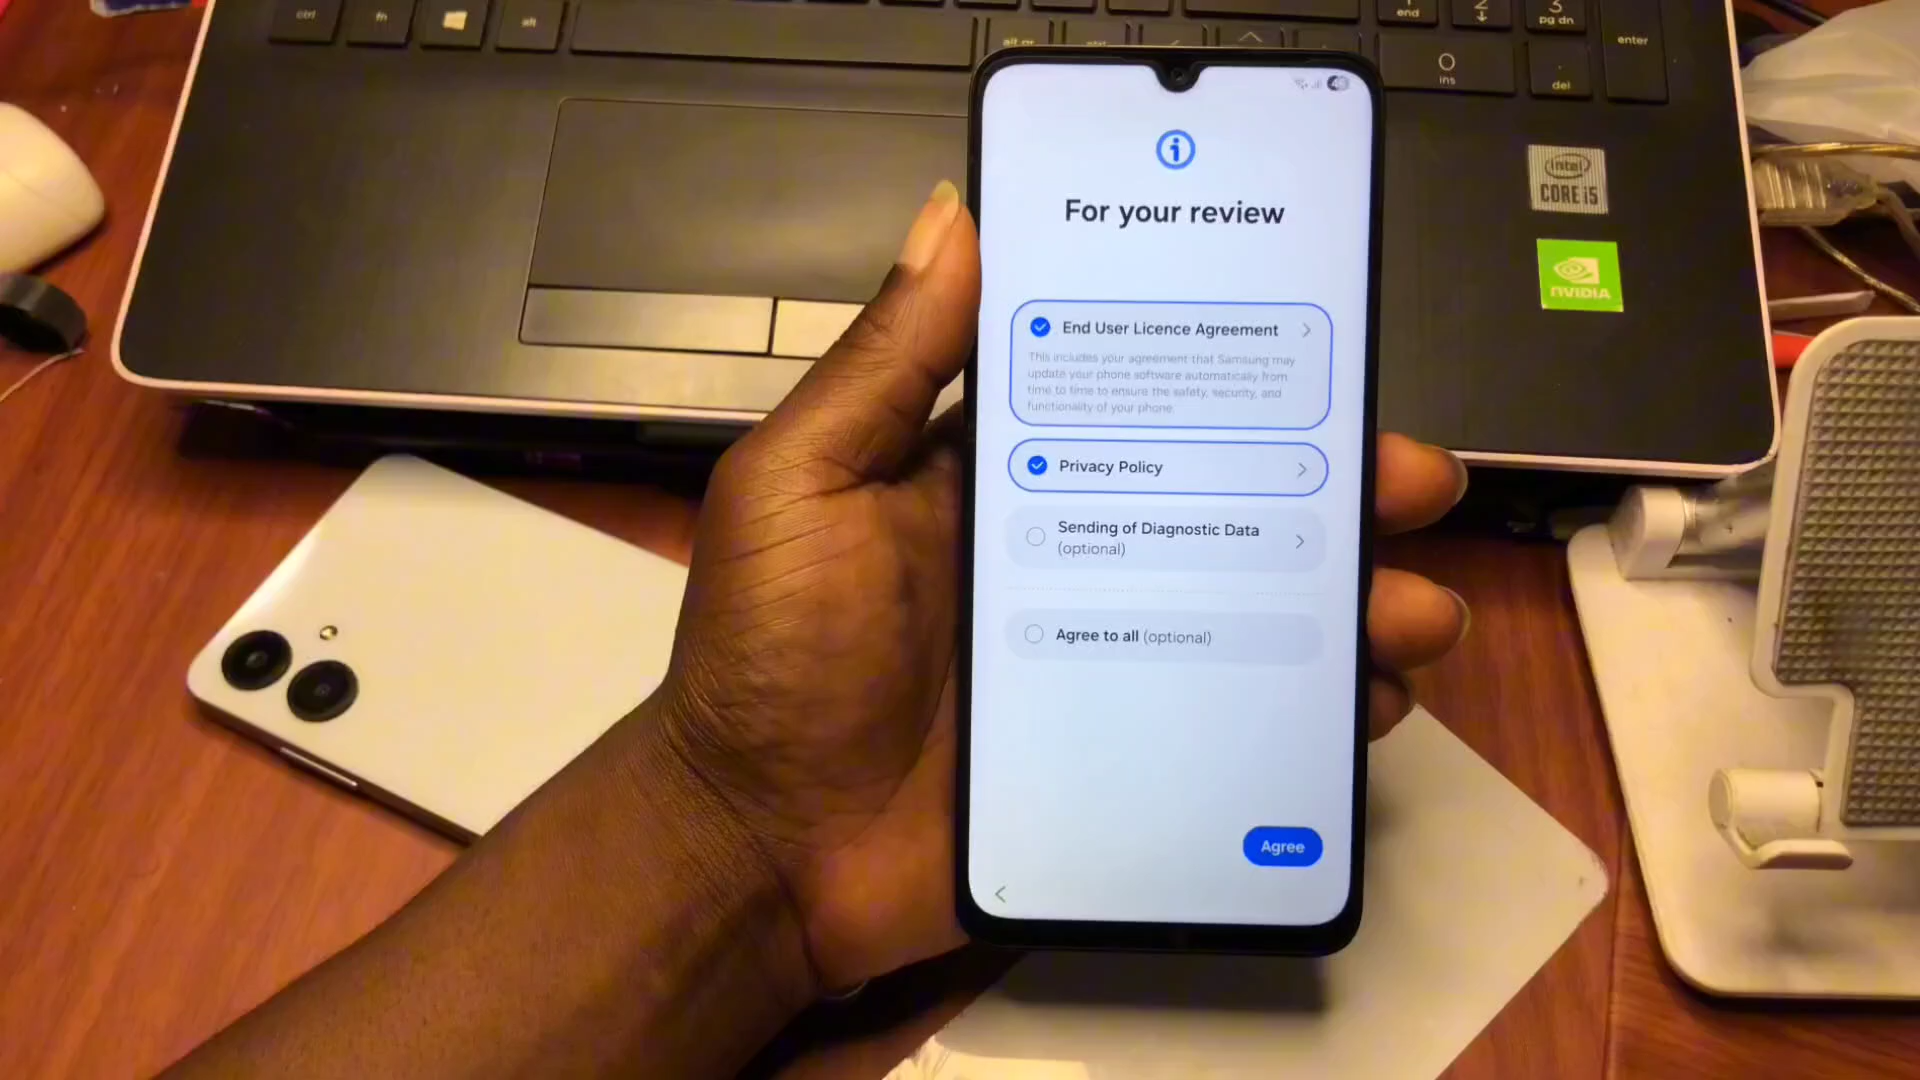 ctrl
fn
alt
alt gr
ctrl
end
2
3
pg dn
enter
0
ins
.
del
intel
CORE i5
NVIDIA
For your review
End User Licence Agreement
This includes your agreement that Samsung may
update your phone software automatically from
time to time to ensure the safety, security, and
functionality of your phone.
Privacy Policy
Sending of Diagnostic Data
(optional)
Agree to all (optional)
Agree